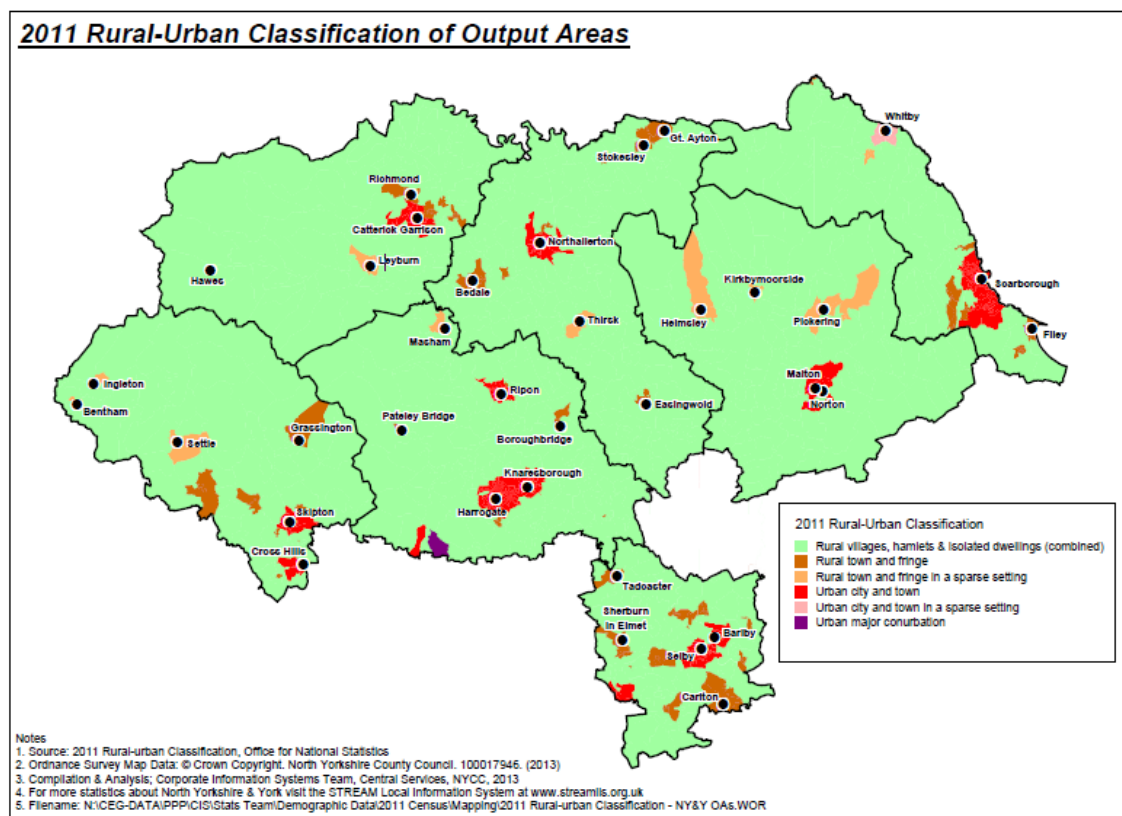 2011 Rural-Urban Classification of Output Areas
Whitby
Gt. Ayton
Stokesley
Richmond
Catterick Garrison
Northallerton
Leyburn
Hawes
Bedale
Kirkbymoorside
Scarborough
Helmsley
Pickering
Thirsk
Masham
Filey
Malton
Norton
Ingleton
Bentham
Ripon
Easingwold
Pateley Bridge
Boroughbridge
Grassington
Settle
Knaresborough
Harrogate
Skipton
Cross Hills
Tadcaster
Sherburn
in Elmet
Barlby
Selby
Carlton
2011 Rural-Urban Classification
Rural villages, hamlets & isolated dwellings (combined)
Rural town and fringe
Rural town and fringe in a sparse setting
Urban city and town
Urban city and town in a sparse setting
Urban major conurbation
Notes
1. Source: 2011 Rural-urban Classification, Office for National Statistics
2. Ordnance Survey Map Data: © Crown Copyright. North Yorkshire County Council. 100017946. (2013)
3. Compilation & Analysis; Corporate Information Systems Team, Central Services, NYCC, 2013
4. For more statistics about North Yorkshire & York visit the STREAM Local Information System at www.streamlis.org.uk
5. Filename: N:\CEG-DATA\PPP\CIS\Stats Team\Demographic Data\2011 Census\Mapping\2011 Rural-urban Classification - NY&Y OAs.WOR